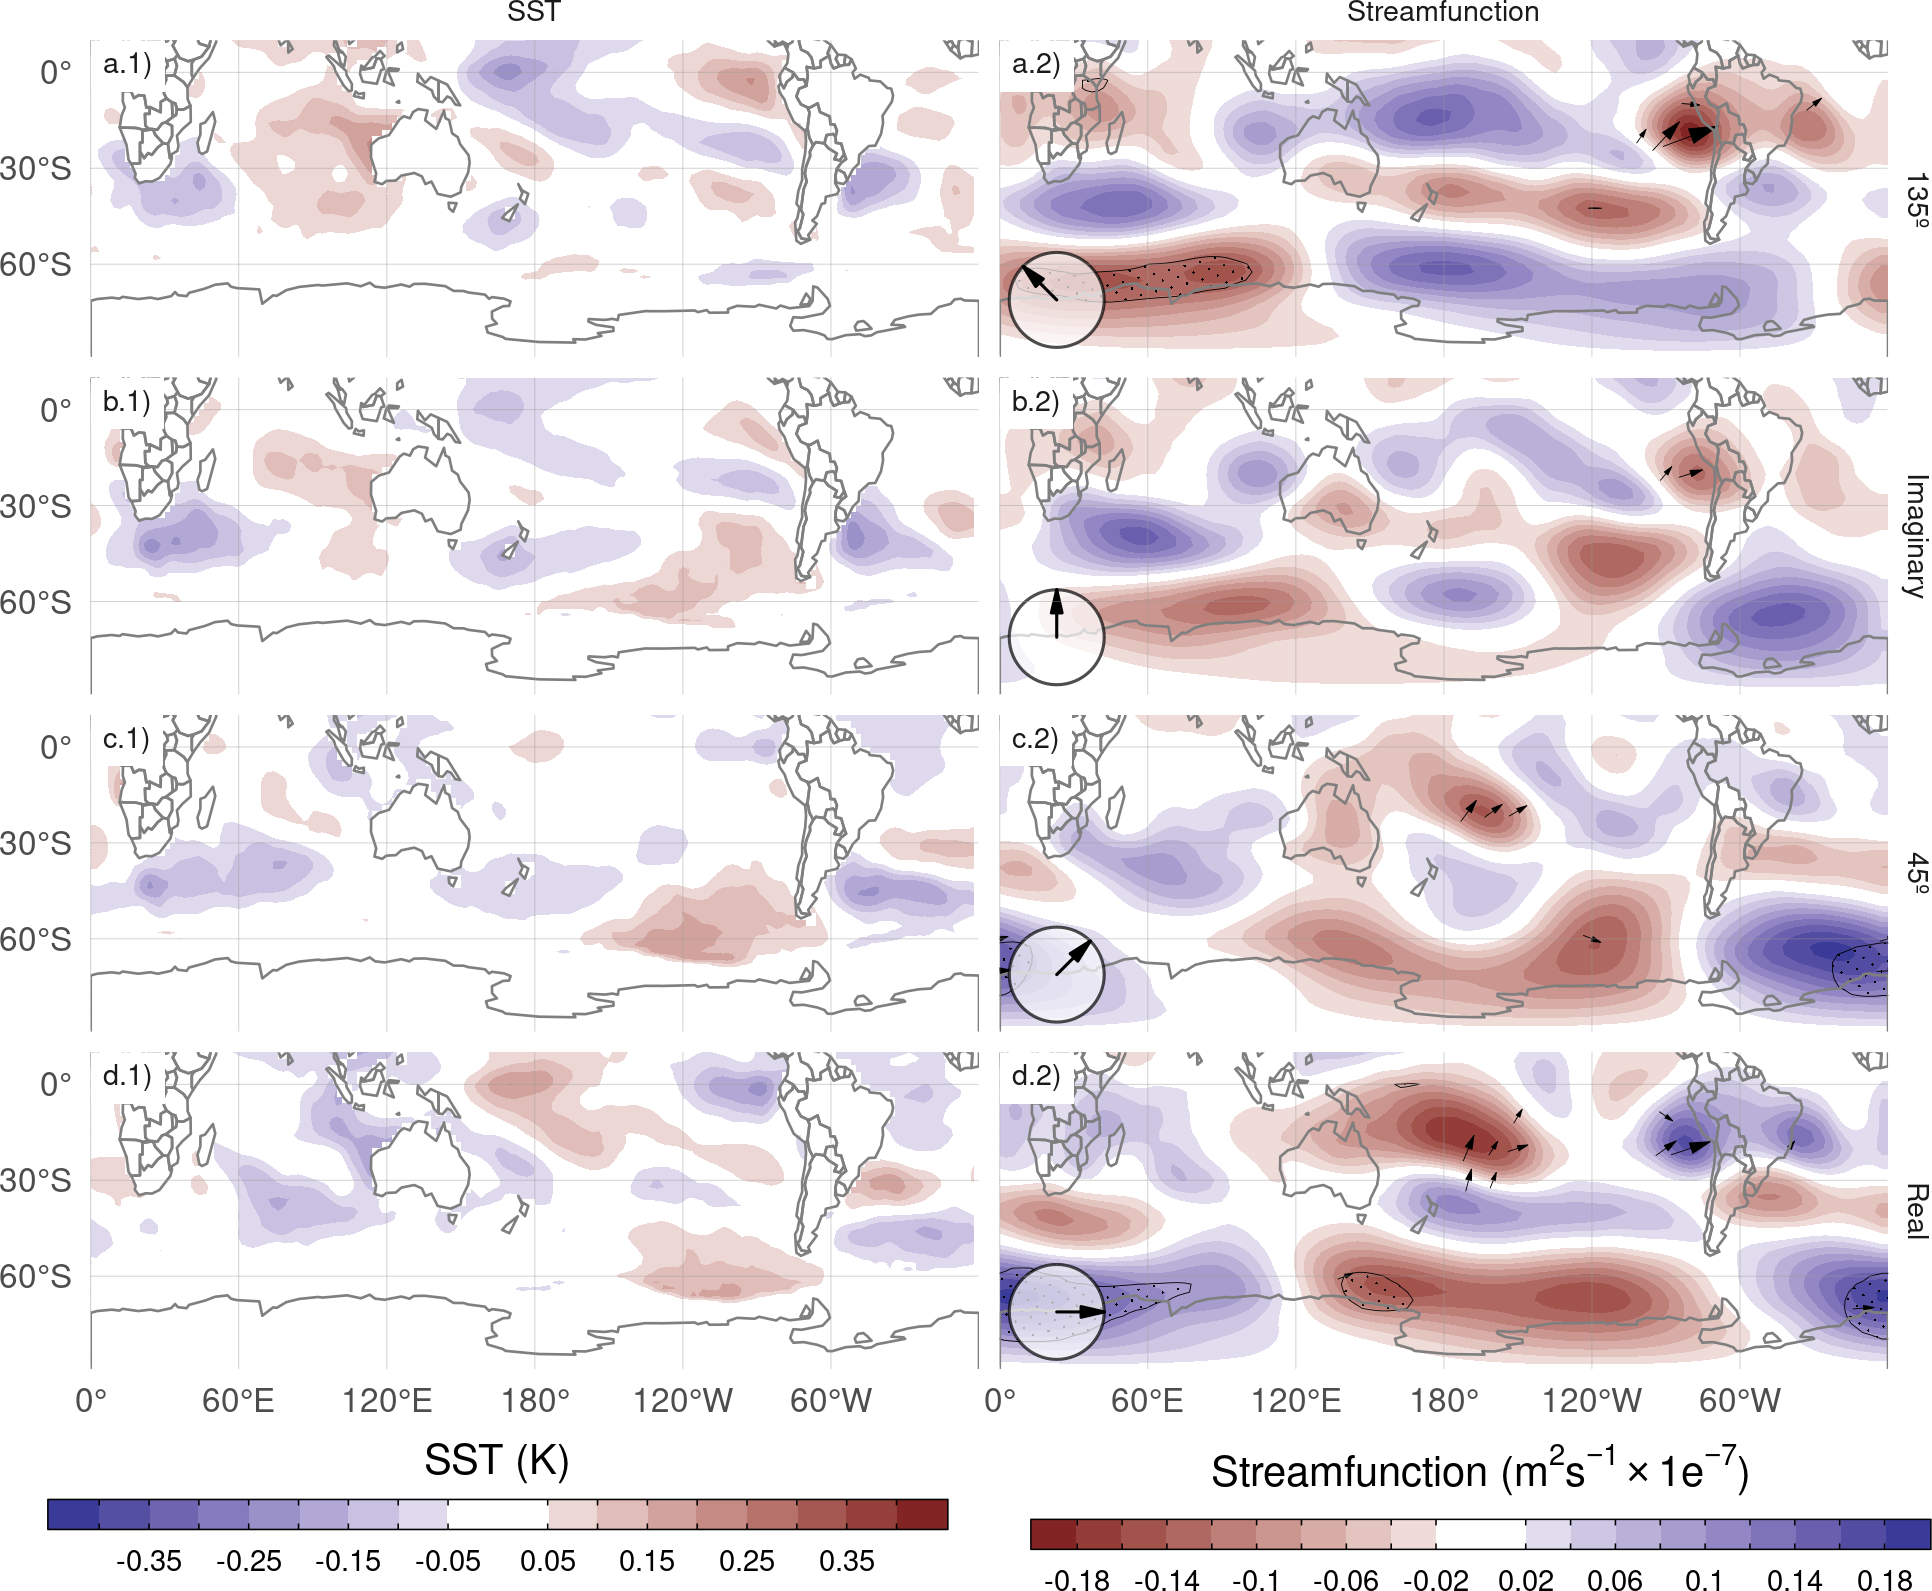 SST Streamfunction
a.1) a.2)
0°
30°S
60°S
135º
b.1) b.2)
0°
30°S
60°S
Imaginary
c.1) c.2)
0°
30°S
60°S
45º
d.1) d.2)
0°
30°S
60°S
Real
0° 60°E 120°E 180° 120°W 60°W 0° 60°E 120°E 180° 120°W 60°W
SST (K) Streamfunction (m²s⁻¹ × 1e⁻⁷)
-0.35 -0.25 -0.15 -0.05 0.05 0.15 0.25 0.35
-0.18 -0.14 -0.1 -0.06 -0.02 0.02 0.06 0.1 0.14 0.18